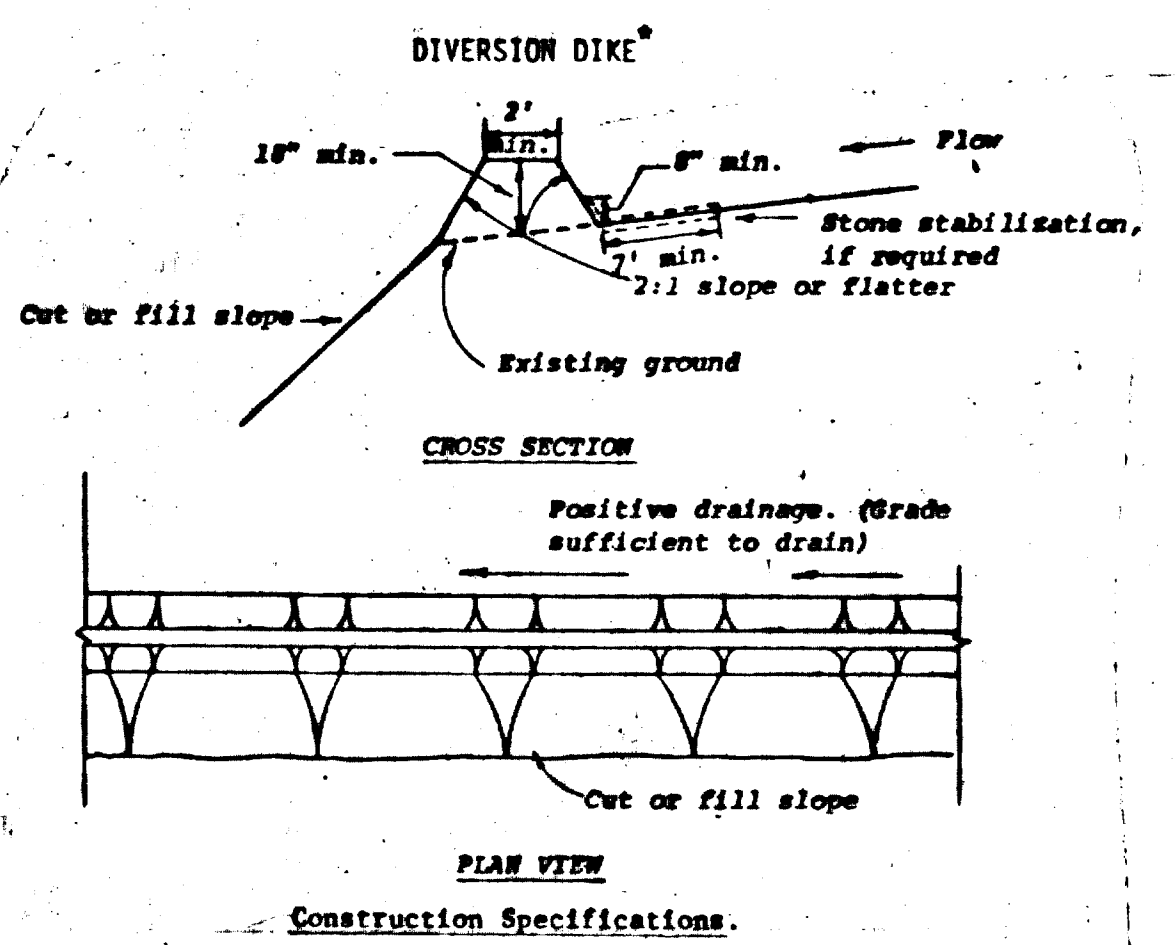 DIVERSION DIKE*
2'
min.
18" min.
8" min.
Flow
Stone stabilization,
if required
7' min.
2:1 slope or flatter
Cut or fill slope
Existing ground
CROSS SECTION
Positive drainage. (Grade
sufficient to drain)
Cut or fill slope
PLAN VIEW
Construction Specifications.